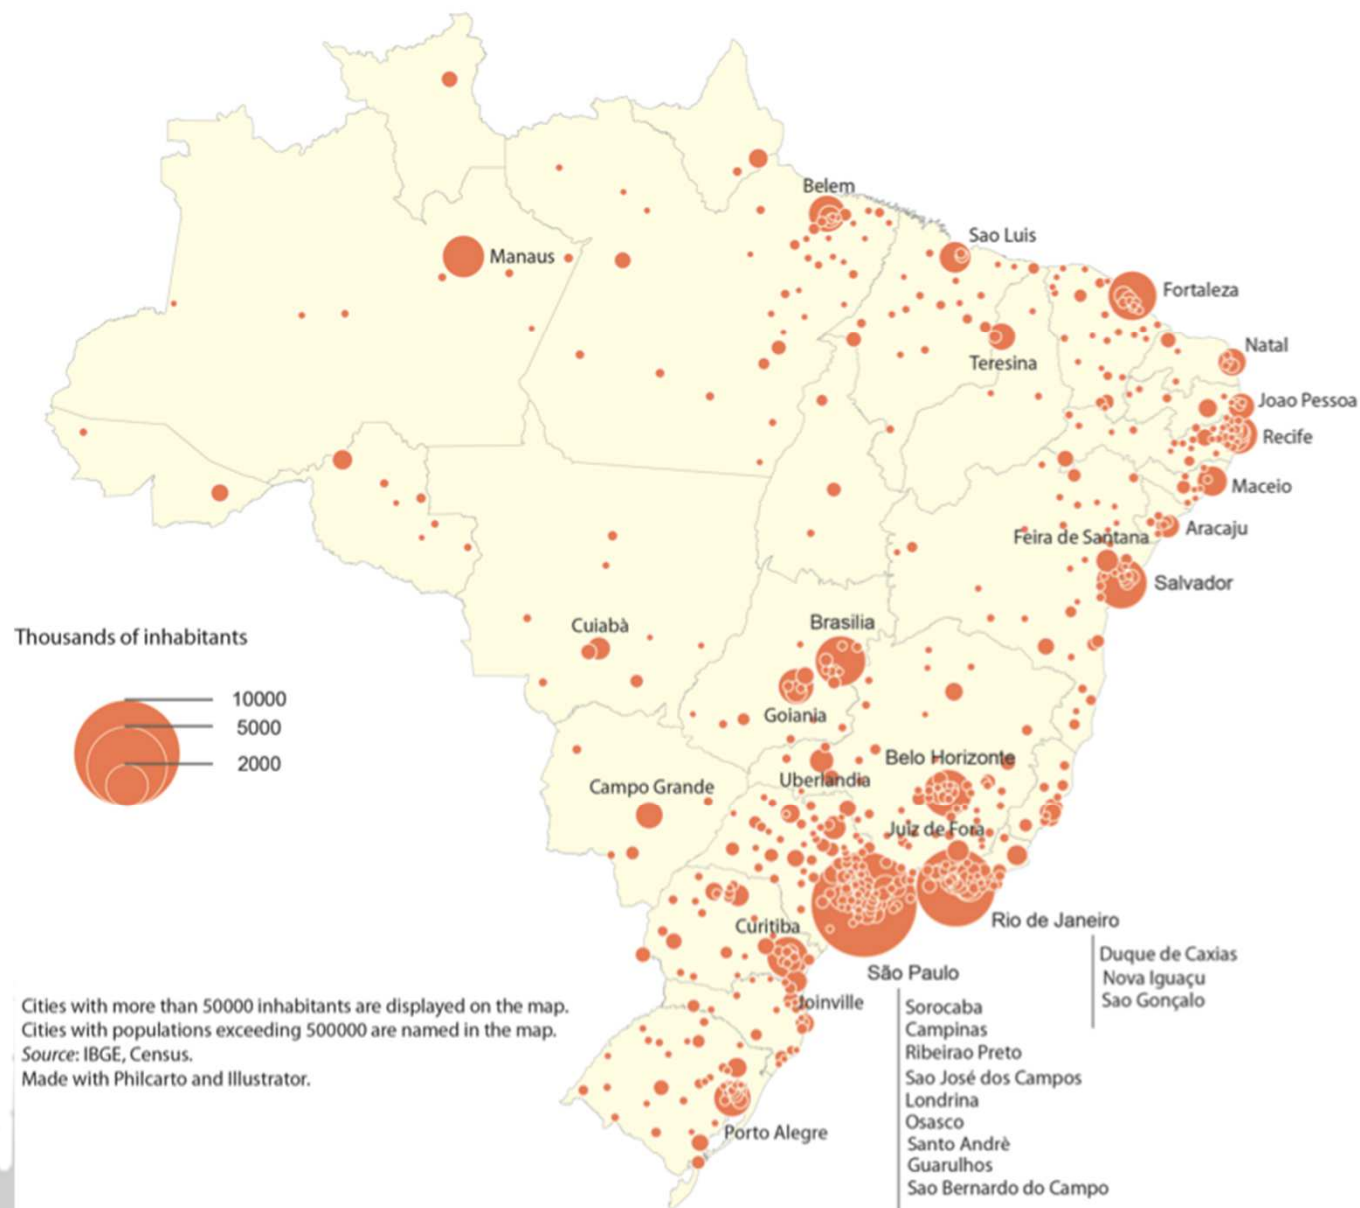 Belem
Sao Luis
Manaus
Fortaleza
Teresina
Natal
Joao Pessoa
Recife
Maceio
Aracaju
Feira de Santana
Salvador
Cuiabà
Brasilia
Goiania
Thousands of inhabitants
10000
5000
2000
Belo Horizonte
Uberlandia
Campo Grande
Juiz de Fora
Curitiba
Rio de Janeiro
Duque de Caxias
Nova Iguaçu
Sao Gonçalo
São Paulo
Sorocaba
Campinas
Ribeirao Preto
Sao José dos Campos
Londrina
Osasco
Santo Andrè
Guarulhos
Sao Bernardo do Campo
Joinville
Porto Alegre
Cities with more than 50000 inhabitants are displayed on the map.
Cities with populations exceeding 500000 are named in the map.
Source: IBGE, Census.
Made with Philcarto and Illustrator.